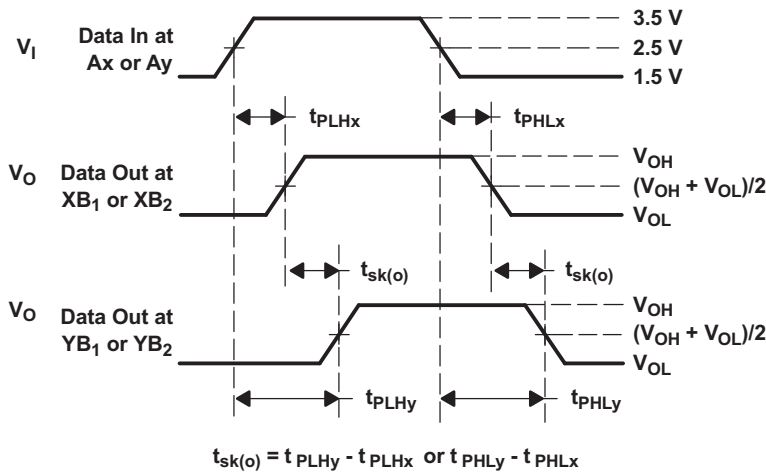 3.5 V
V_I
Data In at
Ax or Ay
2.5 V
1.5 V
t_PLHx
t_PHLx
V_O
Data Out at
XB_1 or XB_2
V_OH
(V_OH + V_OL)/2
V_OL
t_sk(o)
t_sk(o)
V_O
Data Out at
YB_1 or YB_2
V_OH
(V_OH + V_OL)/2
V_OL
t_PLHy
t_PHLy
t_sk(o) = t_PLHy - t_PLHx or t_PHLy - t_PHLx